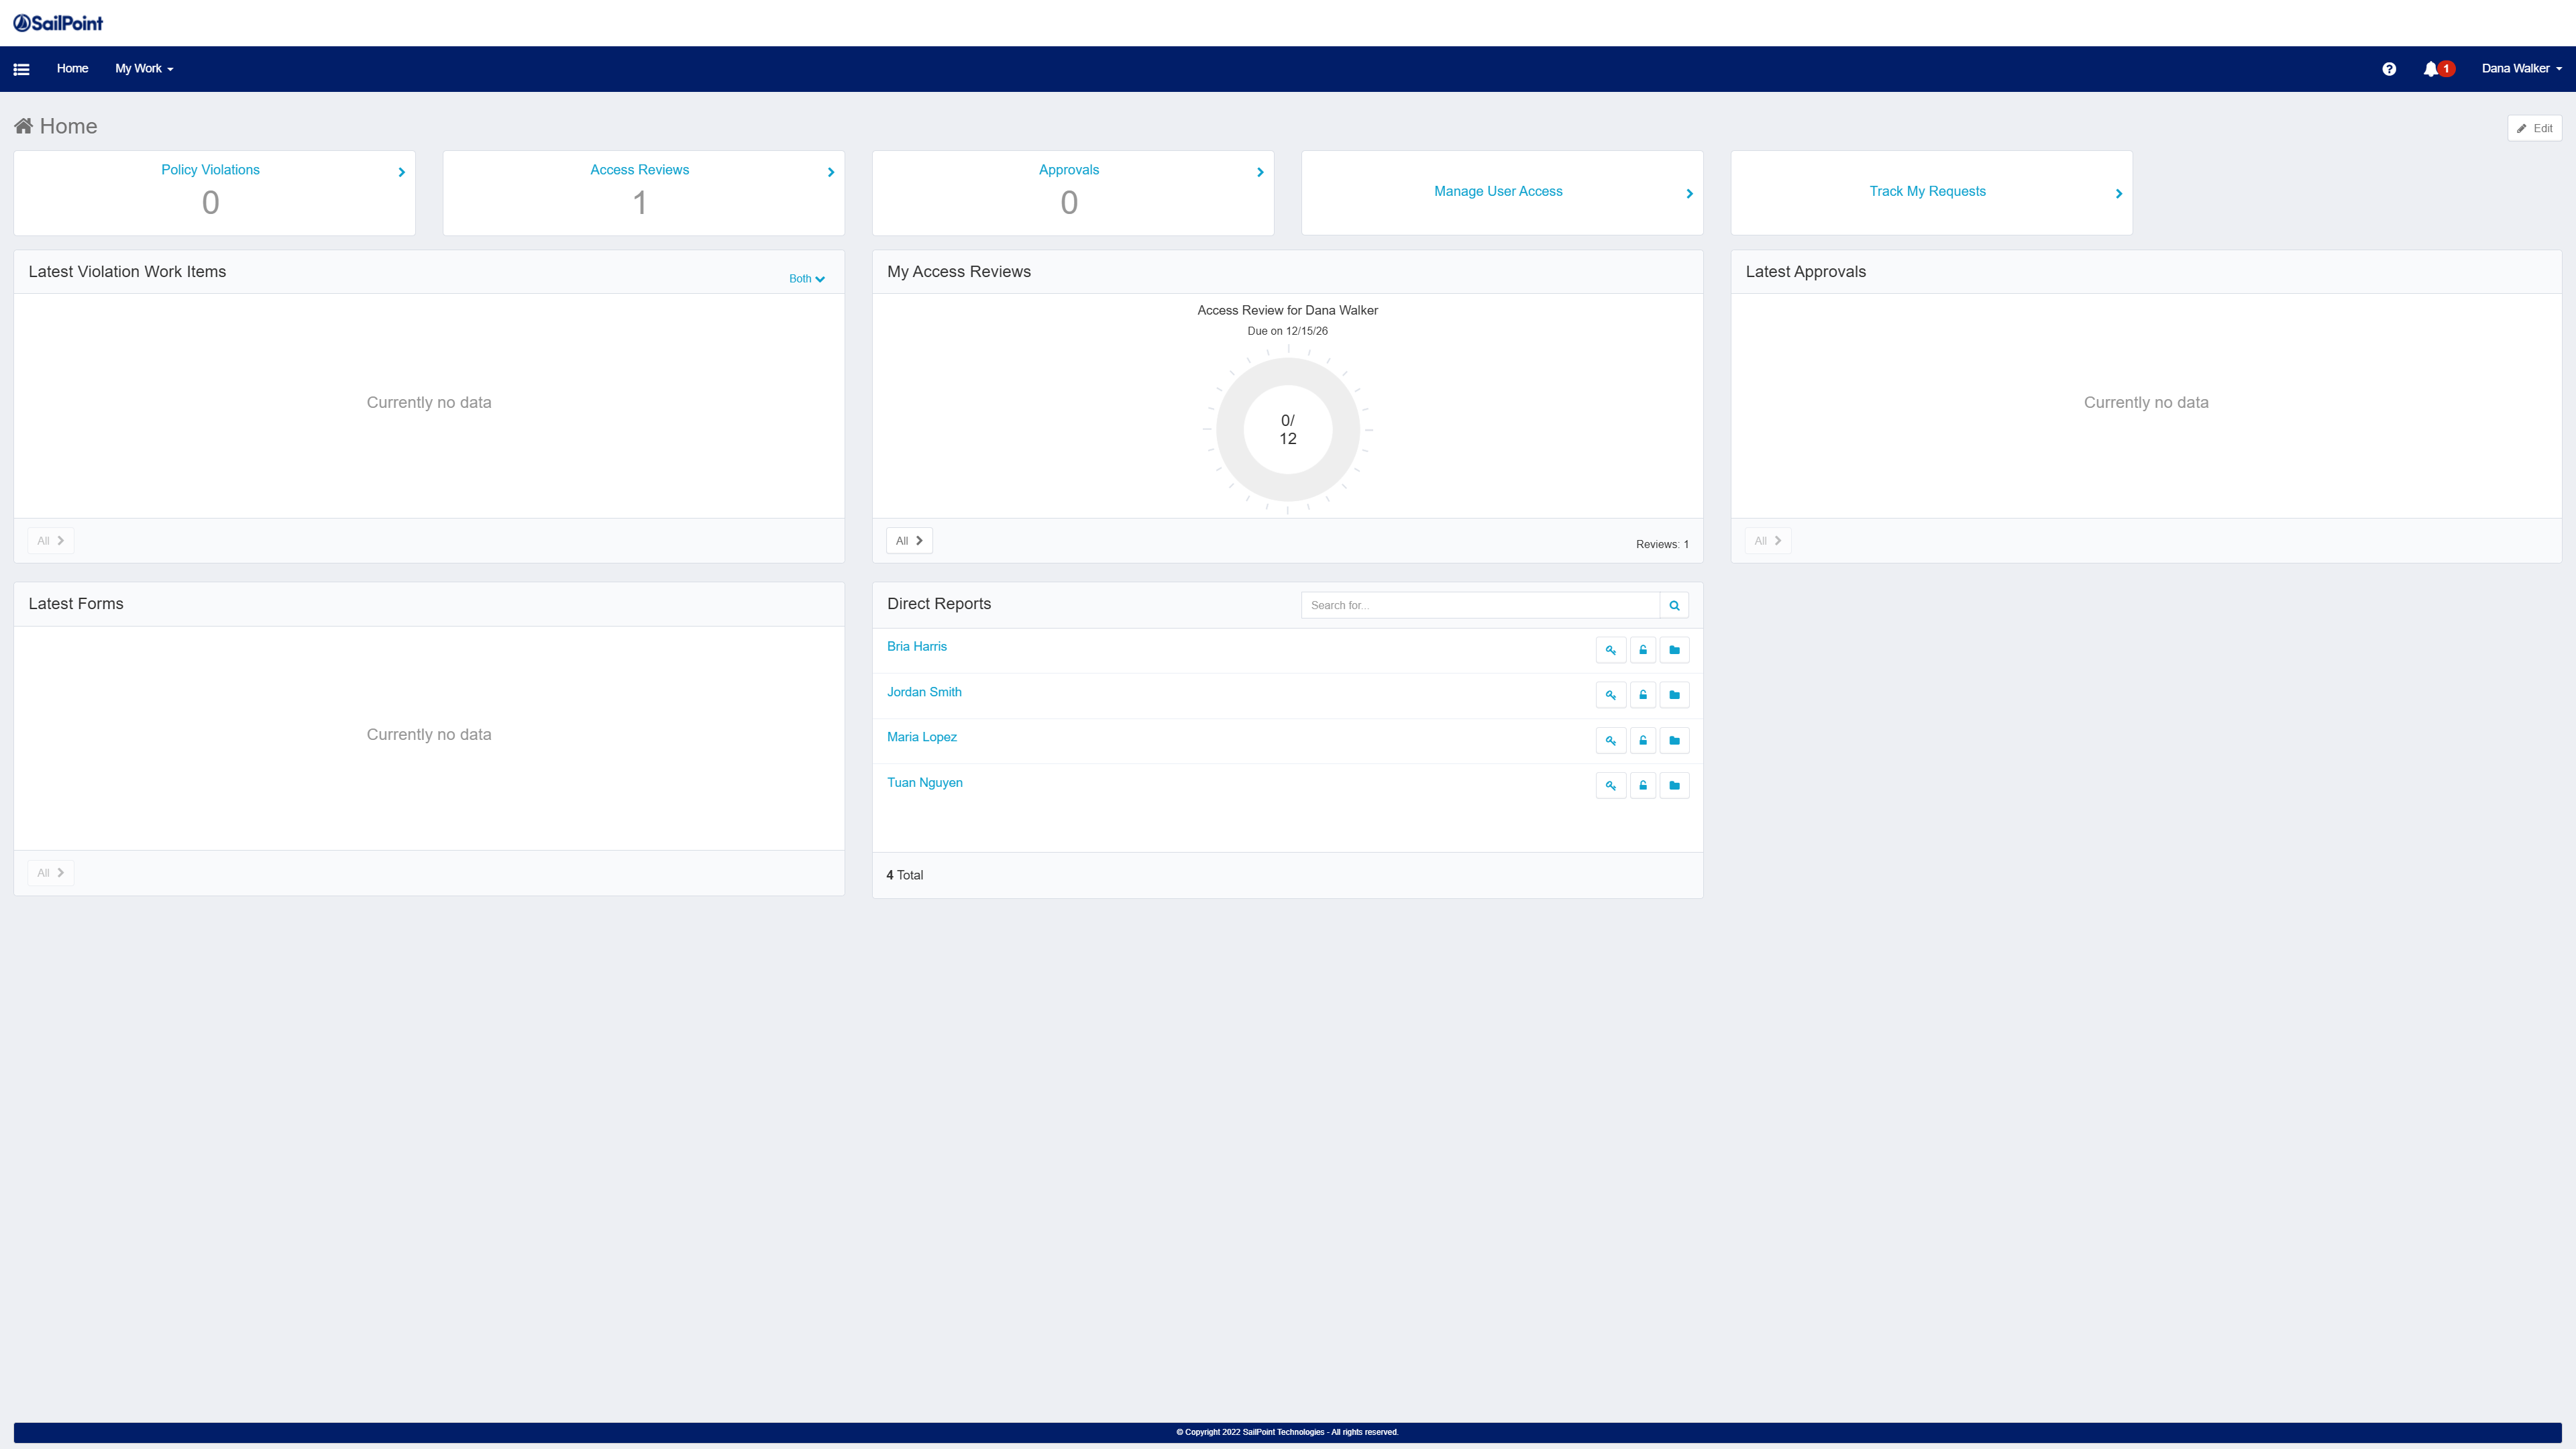 SailPoint
Home
My Work
1
Dana Walker
Home
Edit
Policy Violations
0
Access Reviews
1
Approvals
0
Manage User Access
Track My Requests
Latest Violation Work Items
Both
Currently no data
All
My Access Reviews
Access Review for Dana Walker
Due on 12/15/26
0/
12
All
Reviews: 1
Latest Approvals
Currently no data
All
Latest Forms
Currently no data
All
Direct Reports
Search for...
Bria Harris
Jordan Smith
Maria Lopez
Tuan Nguyen
4 Total
© Copyright 2022 SailPoint Technologies - All rights reserved.